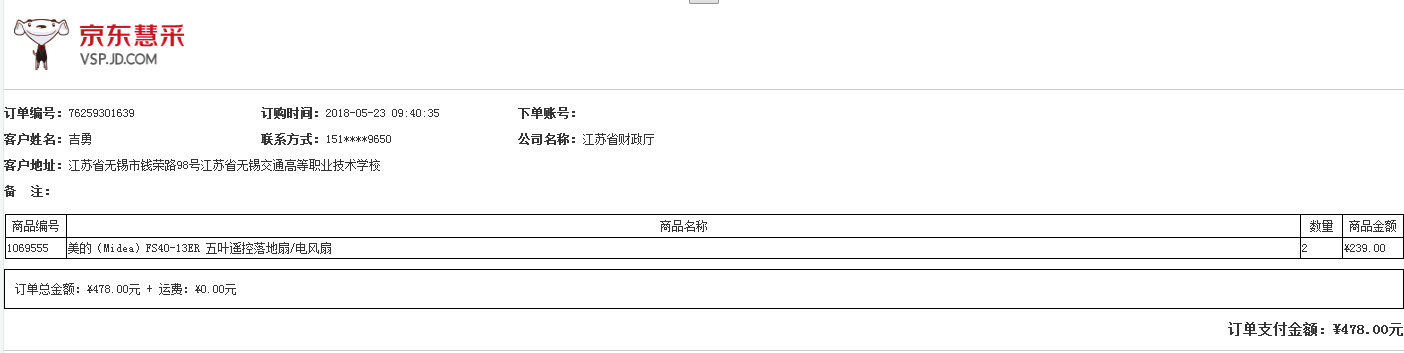 京东慧采
VSP.JD.COM
订单编号：76259301639 订购时间：2018-05-23 09:40:35 下单账号：
客户姓名：吉勇 联系方式：151****9650 公司名称：江苏省财政厅
客户地址：江苏省无锡市钱荣路98号江苏省无锡交通高等职业技术学校
备 注：
商品编号 商品名称 数量 商品金额
1069555 美的（Midea）FS40-13ER 五叶遥控落地扇/电风扇 2 ¥239.00
订单总金额：¥478.00元 + 运费：¥0.00元
订单支付金额：¥478.00元